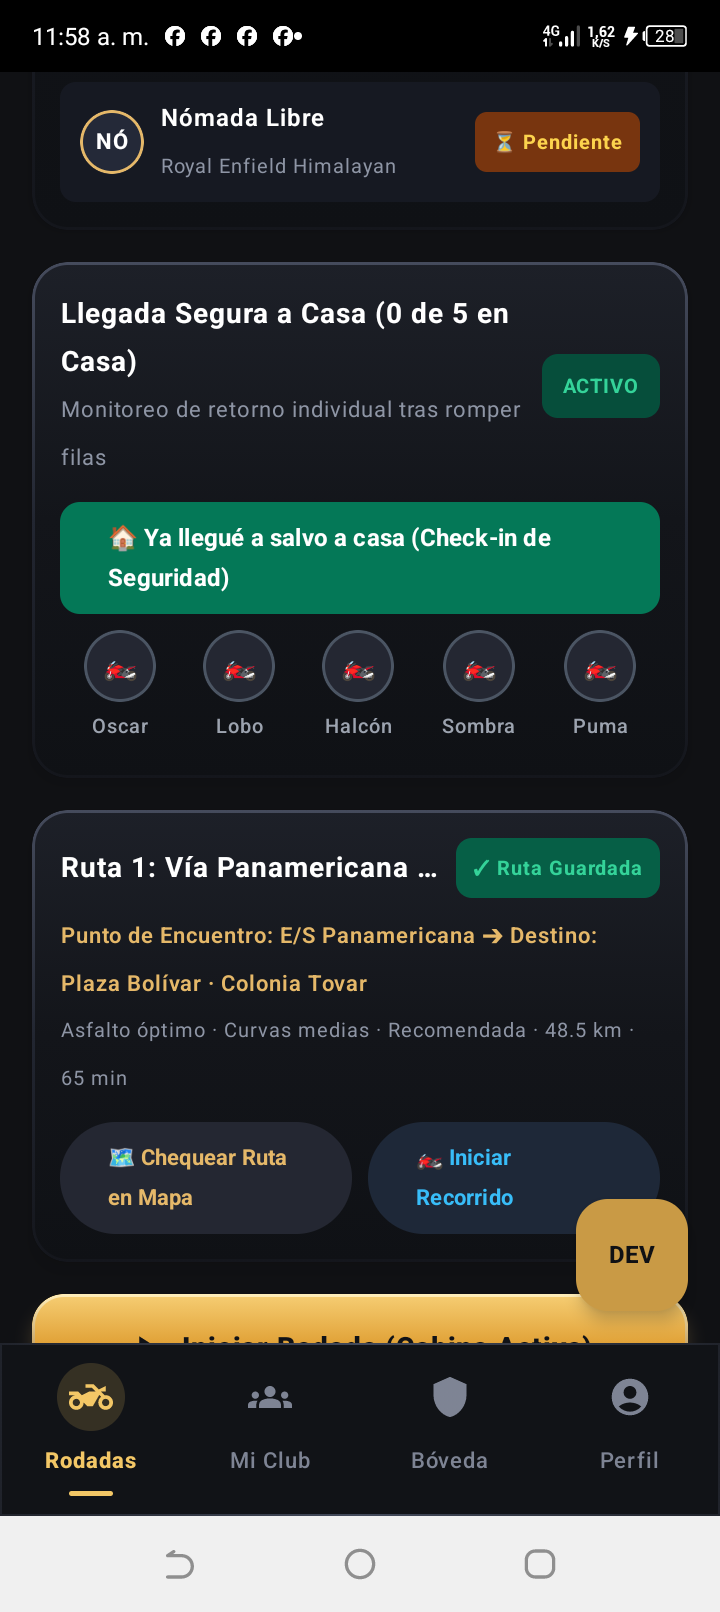 11:58 a. m.
4G
1,62
K/S
28
NÓ
Nómada Libre
Royal Enfield Himalayan
⏳ Pendiente
Llegada Segura a Casa (0 de 5 en
Casa)
Monitoreo de retorno individual tras romper
filas
ACTIVO
🏠 Ya llegué a salvo a casa (Check-in de
Seguridad)
Oscar
Lobo
Halcón
Sombra
Puma
Ruta 1: Vía Panamericana ...
✓ Ruta Guardada
Punto de Encuentro: E/S Panamericana ➔ Destino:
Plaza Bolívar · Colonia Tovar
Asfalto óptimo · Curvas medias · Recomendada · 48.5 km ·
65 min
🗺️ Chequear Ruta
en Mapa
🏍️ Iniciar
Recorrido
DEV
Iniciar Rodada (Cabina Activa)
Rodadas
Mi Club
Bóveda
Perfil